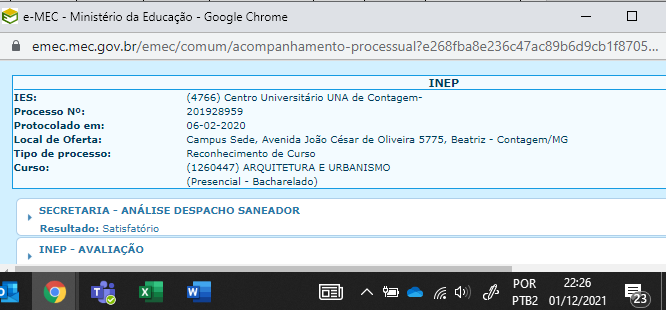 e-MEC - Ministério da Educação - Google Chrome
emec.mec.gov.br/emec/comum/acompanhamento-processual?e268fba8e236c47ac89b6d9cb1f8705...
INEP
IES: (4766) Centro Universitário UNA de Contagem-
Processo Nº: 201928959
Protocolado em: 06-02-2020
Local de Oferta: Campus Sede, Avenida João César de Oliveira 5775, Beatriz - Contagem/MG
Tipo de processo: Reconhecimento de Curso
Curso: (1260447) ARQUITETURA E URBANISMO
(Presencial - Bacharelado)
SECRETARIA - ANÁLISE DESPACHO SANEADOR
Resultado: Satisfatório
INEP - AVALIAÇÃO
POR 22:26
PTB2 01/12/2021 23